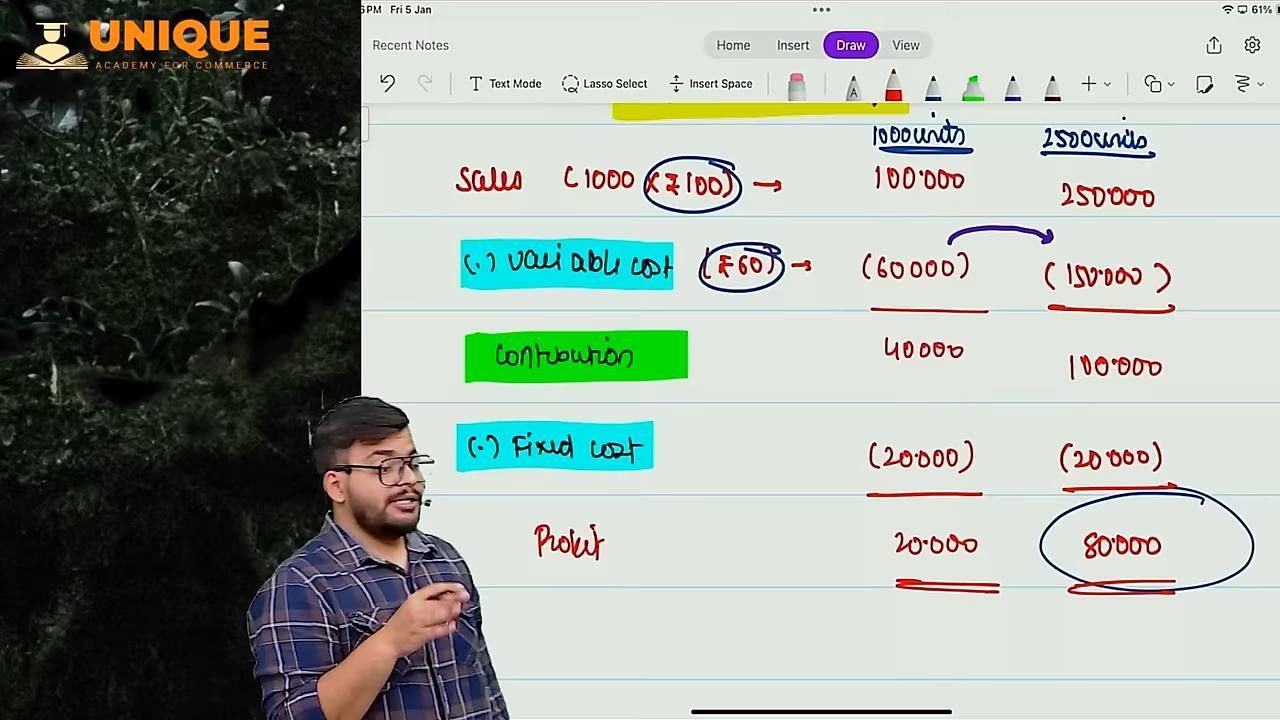 UNIQUE
ACADEMY FOR COMMERCE
Fri 5 Jan
61%
Recent Notes
Home Insert Draw View
Text Mode Lasso Select Insert Space
1000units 2500units
Sales (1000 x ₹100) → 100000 250000
(-) Variable cost (₹60) → (60000) (150000)
Contribution 40000 100000
(-) Fixed cost (20000) (20000)
Profit 20000 80000